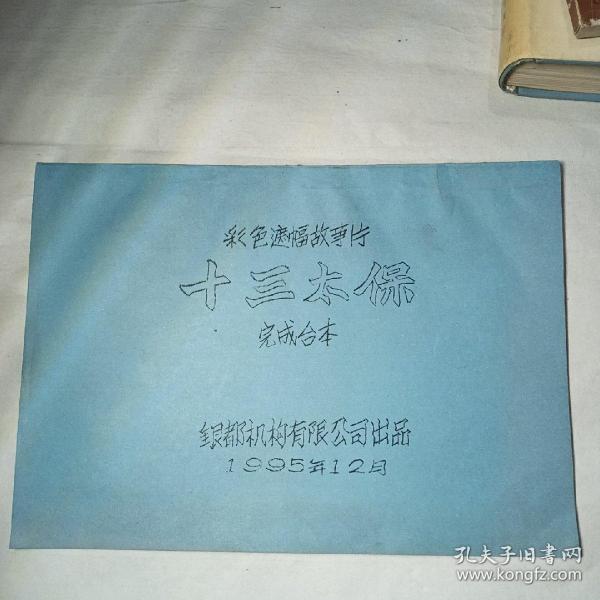 彩色遮幅故事片
十三太保
完成台本
银都机构有限公司出品
1995年12月
孔夫子旧書网
www.kongfz.com